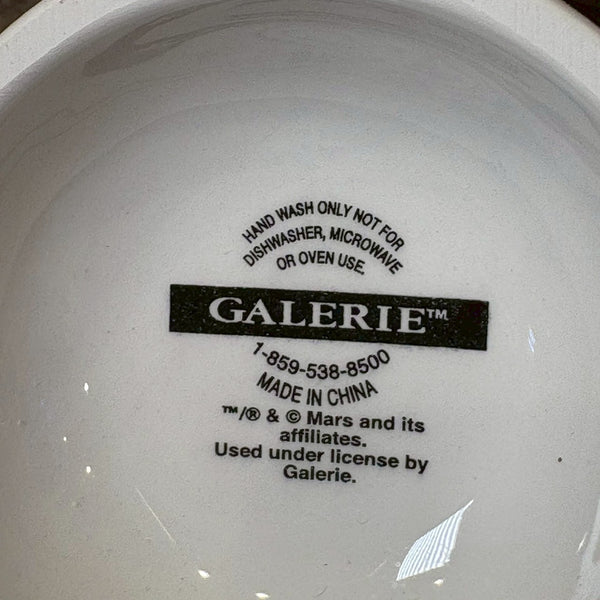 HAND WASH ONLY NOT FOR
DISHWASHER, MICROWAVE
OR OVEN USE.
GALERIE™
1-859-538-8500
MADE IN CHINA
™/® & © Mars and its
affiliates.
Used under license by
Galerie.